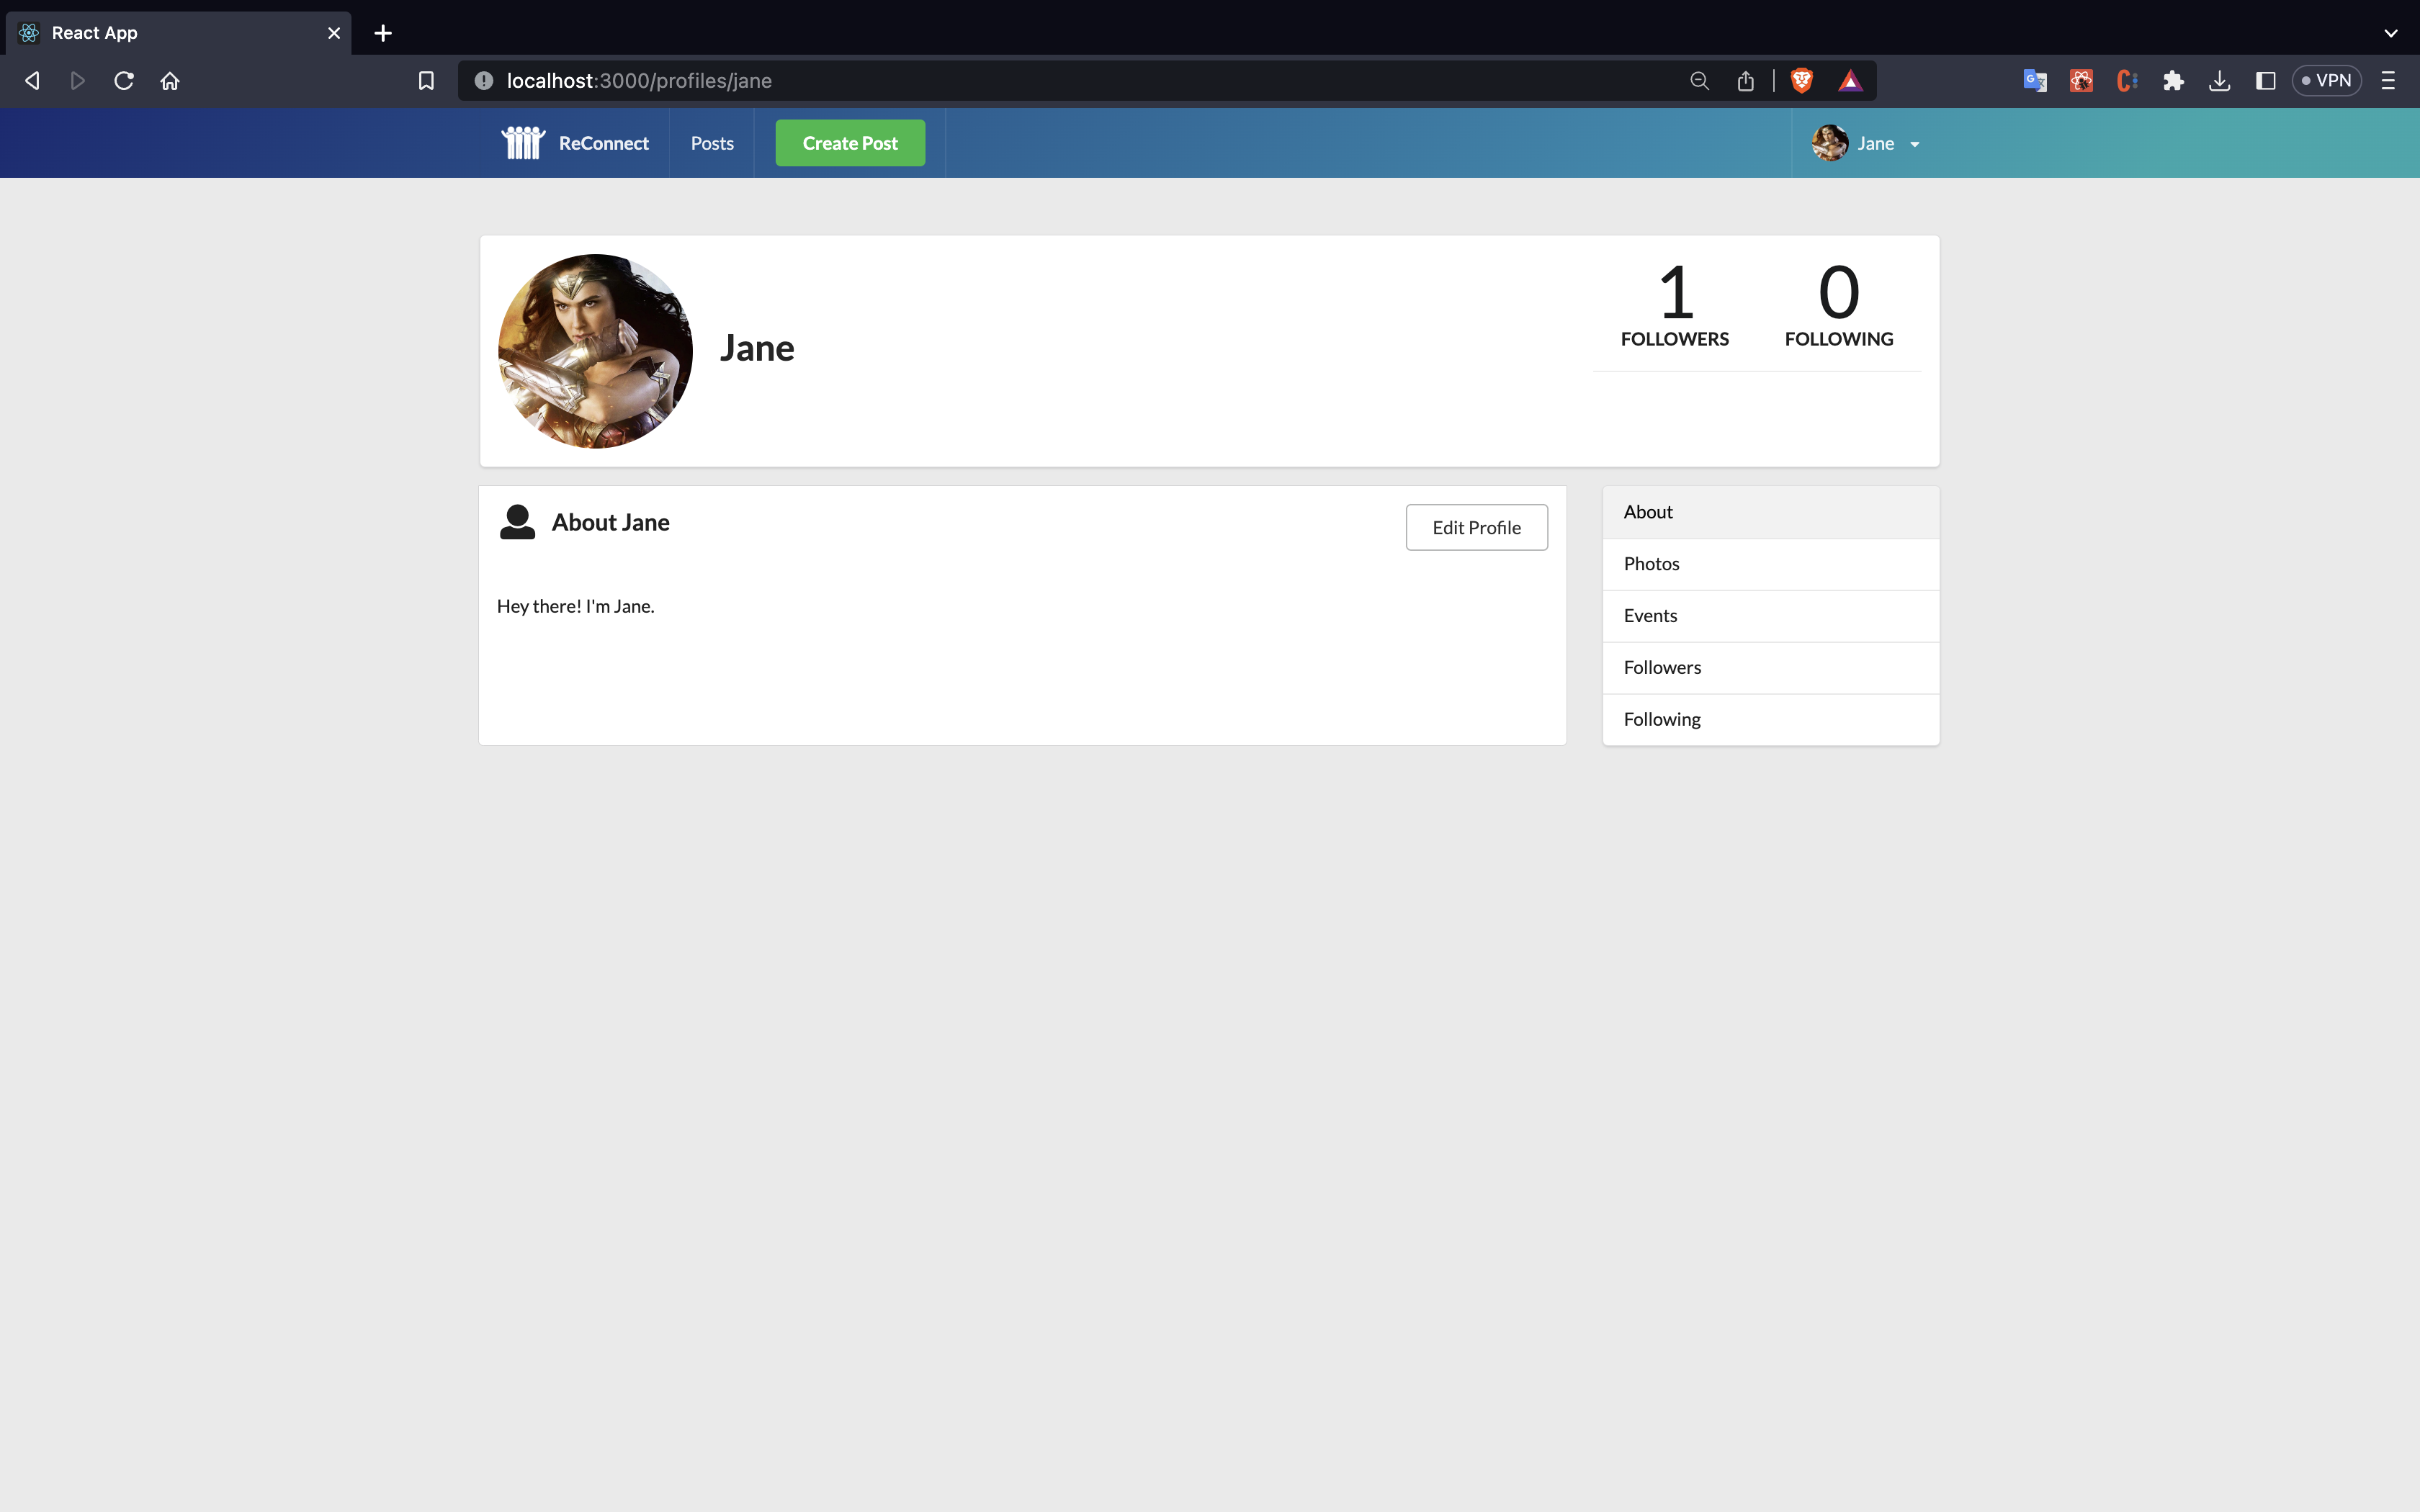 React App
localhost:3000/profiles/jane
VPN
ReConnect
Posts
Create Post
Jane
Jane
1
FOLLOWERS
0
FOLLOWING
About Jane
Edit Profile
Hey there! I'm Jane.
About
Photos
Events
Followers
Following